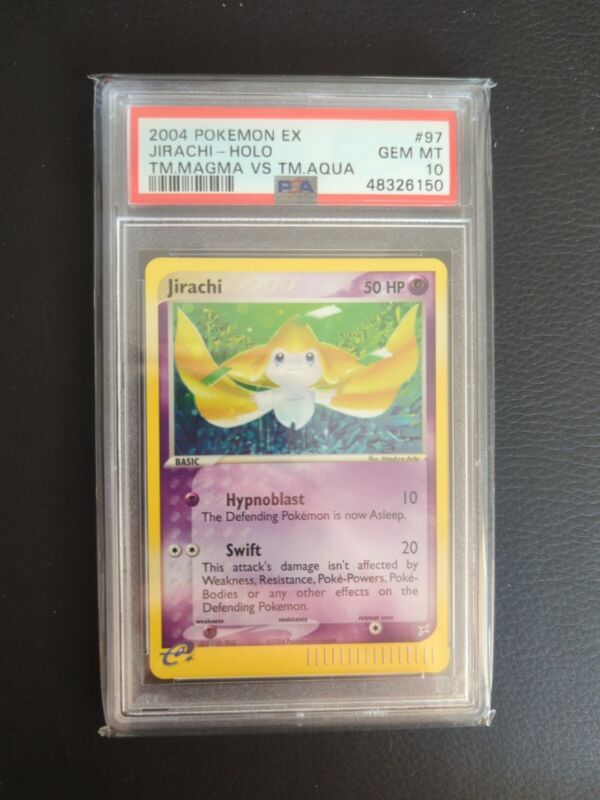 2004 POKEMON EX #97
JIRACHI - HOLO GEM MT
TM.MAGMA VS TM.AQUA 10
PSA 48326150
Jirachi 50 HP
BASIC
Hypnoblast 10
The Defending Pokémon is now Asleep.
Swift 20
This attack's damage isn't affected by
Weakness, Resistance, Poké-Powers, Poké-
Bodies or any other effects on the
Defending Pokemon.
weakness resistance retreat cost
e